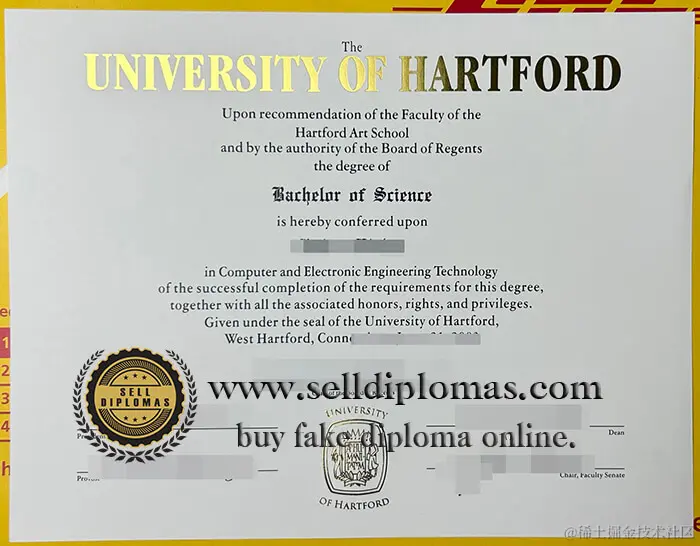 The
UNIVERSITY OF HARTFORD
Upon recommendation of the Faculty of the
Hartford Art School
and by the authority of the Board of Regents
the degree of
Bachelor of Science
is hereby conferred upon
in Computer and Electronic Engineering Technology
of the successful completion of the requirements for this degree,
together with all the associated honors, rights, and privileges.
Given under the seal of the University of Hartford,
West Hartford, Conne
SELL
DIPLOMAS
www.selldiplomas.com
buy fake diploma online.
UNIVERSITY
OF HARTFORD
Dean
Chair, Faculty Senate
@稀土掘金技术社区